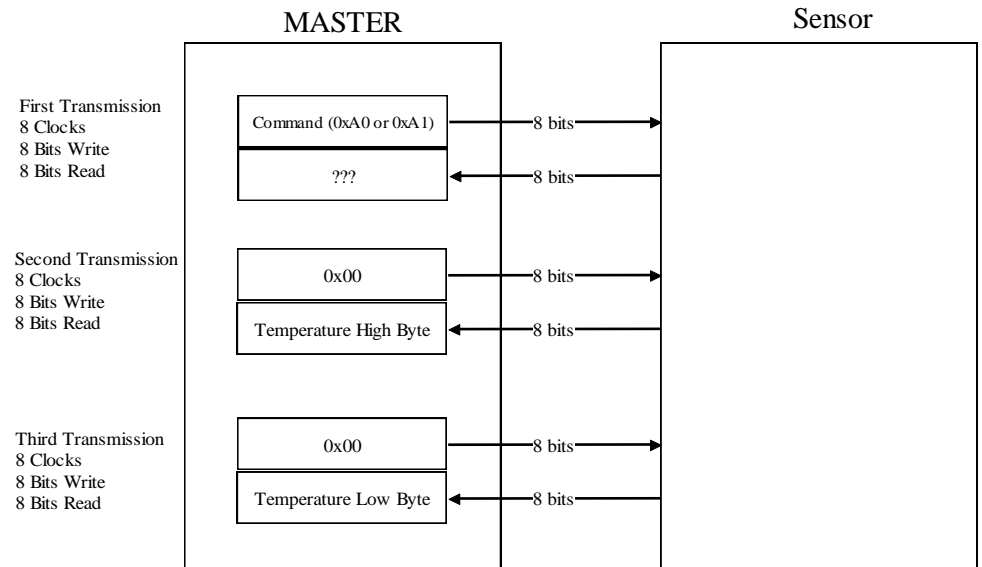 MASTER
Sensor
First Transmission
8 Clocks
8 Bits Write
8 Bits Read
Command (0xA0 or 0xA1)
8 bits
???
8 bits
Second Transmission
8 Clocks
8 Bits Write
8 Bits Read
0x00
8 bits
Temperature High Byte
8 bits
Third Transmission
8 Clocks
8 Bits Write
8 Bits Read
0x00
8 bits
Temperature Low Byte
8 bits